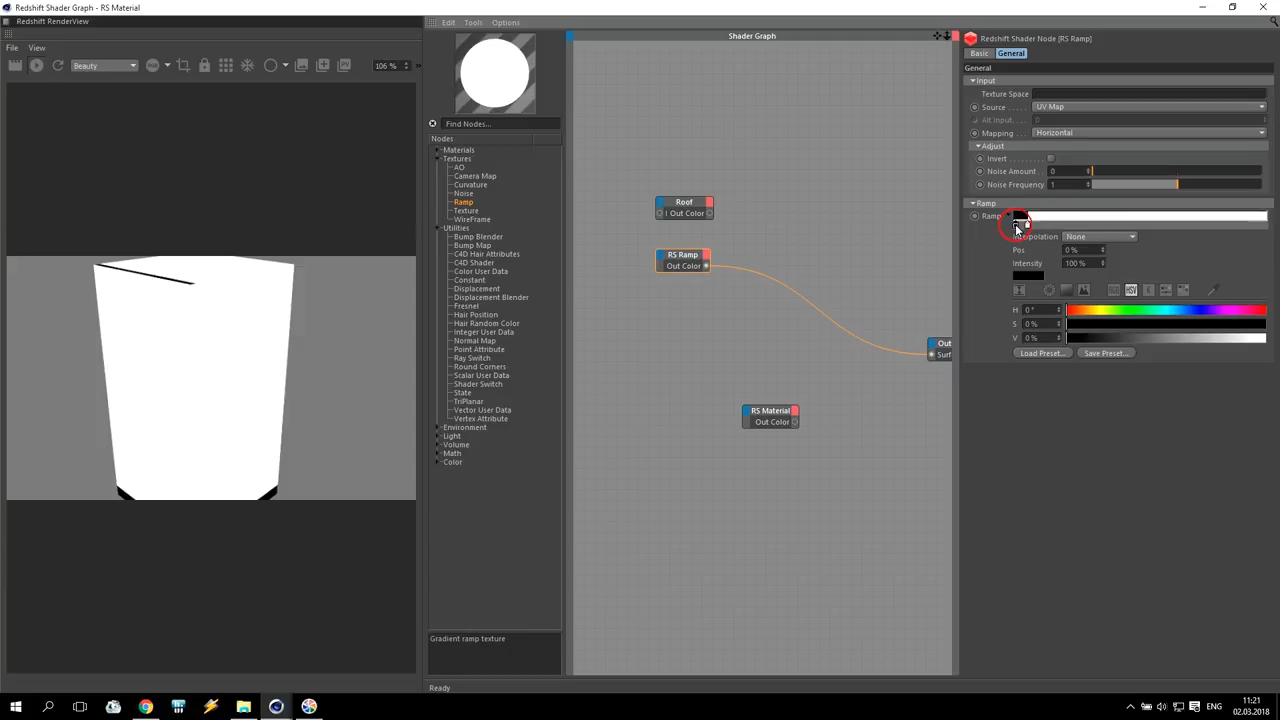 Redshift Shader Graph - RS Material
Redshift RenderView
File View
Beauty
106 %
Edit Tools Options
Find Nodes...
Nodes
Materials
Textures
AO
Camera Map
Curvature
Noise
Ramp
Texture
WireFrame
Utilities
Bump Blender
Bump Map
C4D Hair Attributes
C4D Shader
Color User Data
Constant
Displacement
Displacement Blender
Fresnel
Hair Position
Hair Random Color
Integer User Data
Normal Map
Point Attribute
Ray Switch
Round Corners
Scalar User Data
Shader Switch
State
TriPlanar
Vector User Data
Vertex Attribute
Environment
Light
Volume
Math
Color
Gradient ramp texture
Shader Graph
Roof
Out Color
RS Ramp
Out Color
Out
Surf
RS Material
Out Color
Ready
Redshift Shader Node [RS Ramp]
Basic General
General
Input
Texture Space
Source . . . . . UV Map
Alt Input. . . . 0
Mapping . . . . Horizontal
Adjust
Invert . . . . . . . . .
Noise Amount . . 0
Noise Frequency 1
Ramp
Ramp
Interpolation None
Pos 0 %
Intensity 100 %
HSV
H 0 °
S 0 %
V 0 %
Load Preset... Save Preset...
ENG
11:21
02.03.2018